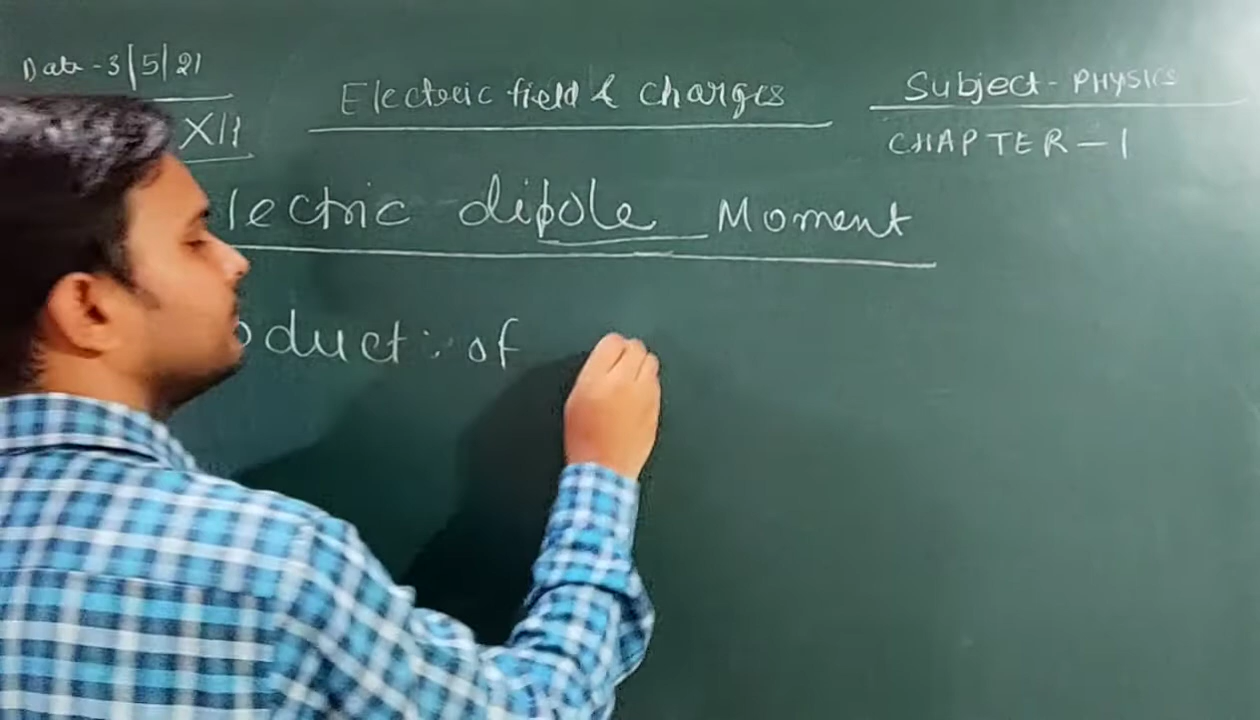 Date - 3|5|21
Electric field & charges
Subject - PHYSICS
XII
CHAPTER - 1
lectric dipole Moment
oduct of